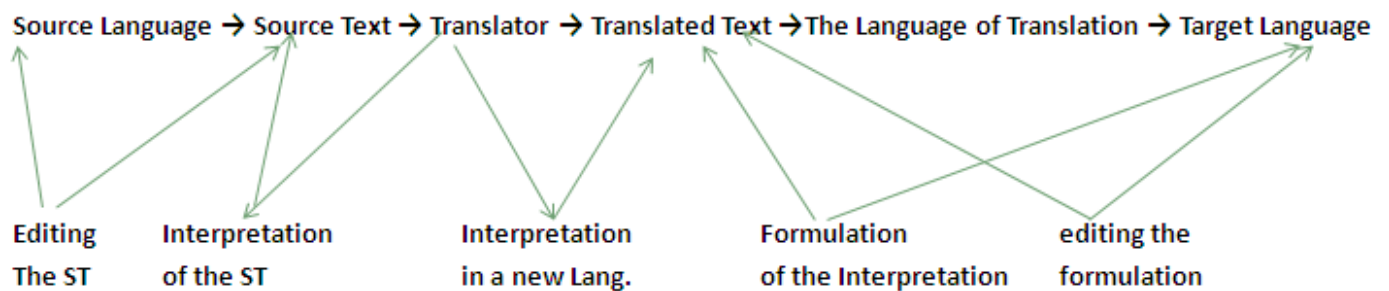 Source Language → Source Text → Translator → Translated Text →The Language of Translation → Target Language
Editing The ST
Interpretation of the ST
Interpretation in a new Lang.
Formulation of the Interpretation
editing the formulation